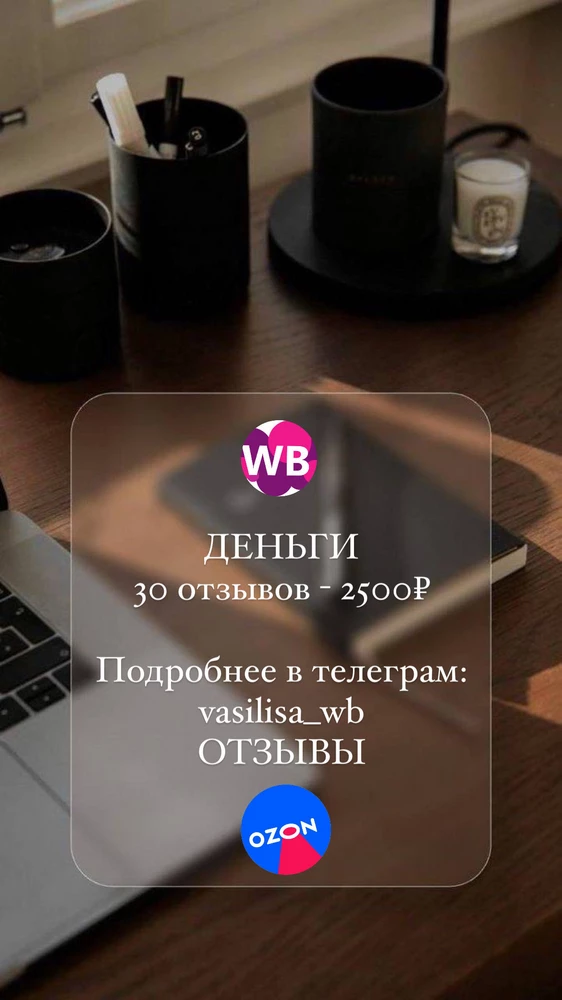 WB
ДЕНЬГИ
30 отзывов - 2500₽
Подробнее в телеграм:
vasilisa_wb
ОТЗЫВЫ
OZON